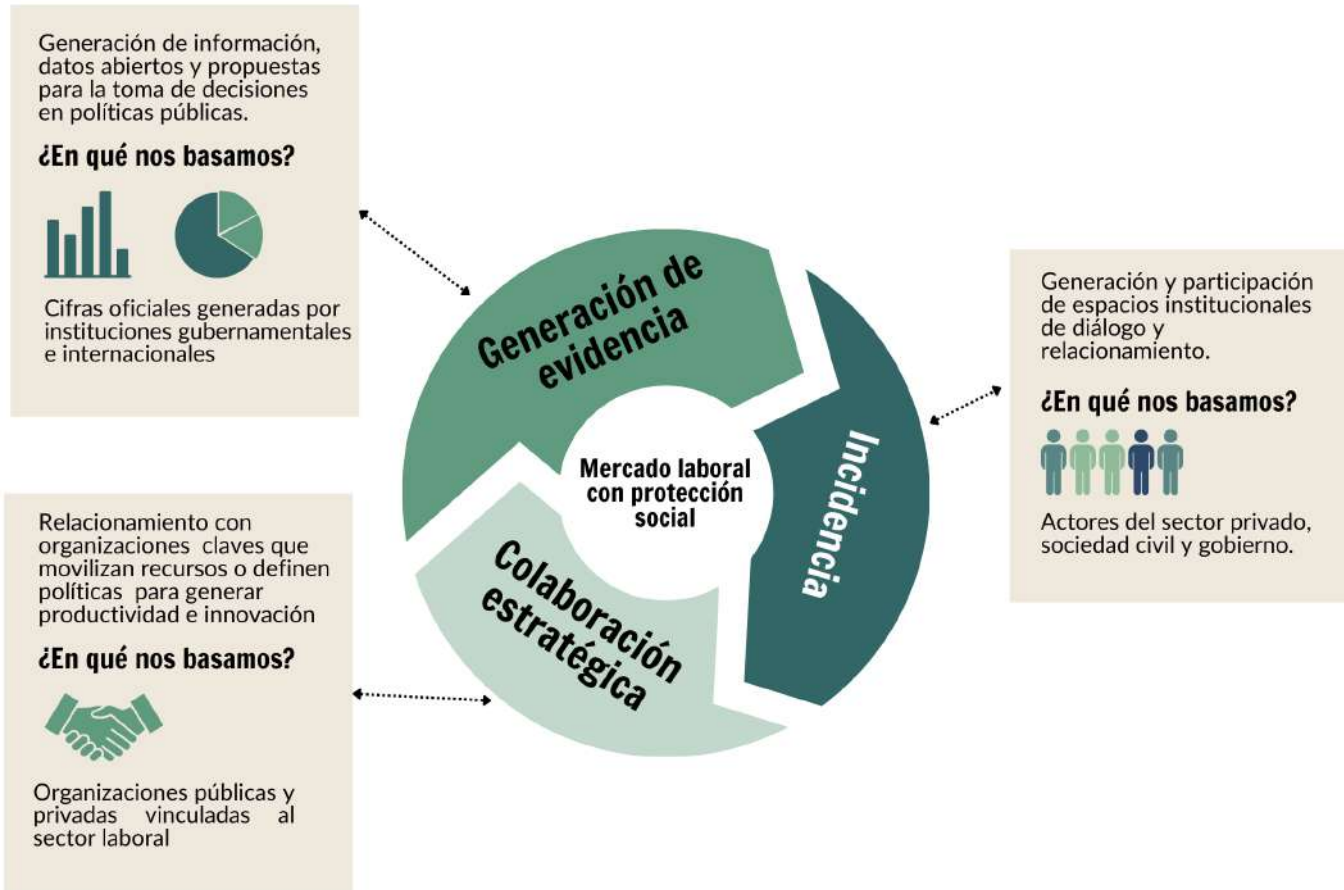 Generación de información,
datos abiertos y propuestas
para la toma de decisiones
en políticas públicas.
¿En qué nos basamos?
Cifras oficiales generadas por
instituciones gubernamentales
e internacionales
Relacionamiento con
organizaciones claves que
movilizan recursos o definen
políticas para generar
productividad e innovación
¿En qué nos basamos?
Organizaciones públicas y
privadas vinculadas al
sector laboral
Generación de
evidencia
Mercado laboral
con protección
social
Colaboración
estratégica
Incidencia
Generación y participación
de espacios institucionales
de diálogo y
relacionamiento.
¿En qué nos basamos?
Actores del sector privado,
sociedad civil y gobierno.